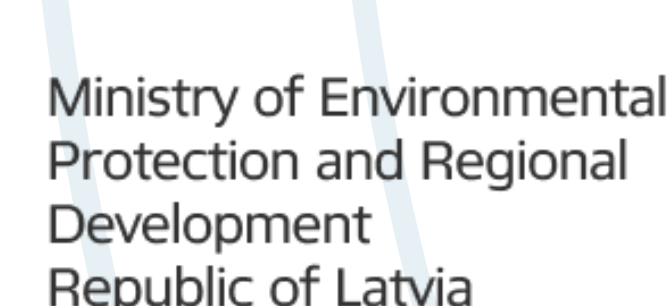 Ministry of Environmental
Protection and Regional
Development
Republic of Latvia